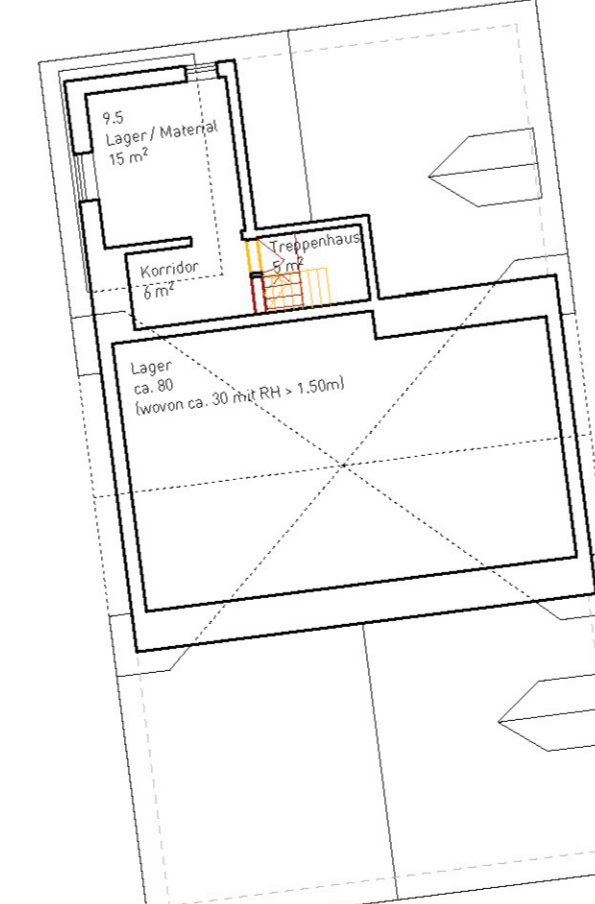 9.5
Lager / Material
15 m²
Treppenhaus
5 m²
Korridor
6 m²
Lager
ca. 80
(wovon ca. 30 mit RH > 1.50m)